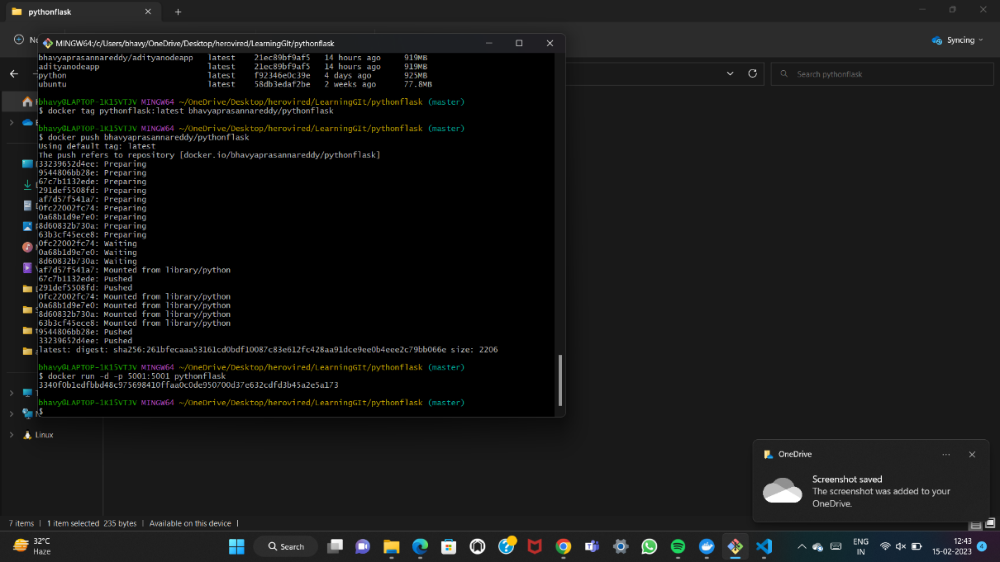 pythonflask
MINGW64:/c/Users/bhavy/OneDrive/Desktop/herovired/LearningGIt/pythonflask
Syncing
Search pythonflask
bhavyaprasannareddy/adityanodeapp latest 21ec89bf9af5 14 hours ago 919MB
adityanodeapp latest 21ec89bf9af5 14 hours ago 919MB
python latest f92346e0c39e 4 days ago 925MB
ubuntu latest 58db3edaf2be 2 weeks ago 77.8MB
bhavy@LAPTOP-1K15VTJV MINGW64 ~/OneDrive/Desktop/herovired/LearningGIt/pythonflask (master)
$ docker tag pythonflask:latest bhavyaprasannareddy/pythonflask
bhavy@LAPTOP-1K15VTJV MINGW64 ~/OneDrive/Desktop/herovired/LearningGIt/pythonflask (master)
$ docker push bhavyaprasannareddy/pythonflask
Using default tag: latest
The push refers to repository [docker.io/bhavyaprasannareddy/pythonflask]
33239652d4ee: Preparing
9544806bb28e: Preparing
67c7b1132ede: Preparing
291def5508fd: Preparing
af7d57f541a7: Preparing
0fc22002fc74: Preparing
0a68b1d9e7e0: Preparing
8d60832b730a: Preparing
63b3cf45ece8: Preparing
0fc22002fc74: Waiting
0a68b1d9e7e0: Waiting
8d60832b730a: Waiting
af7d57f541a7: Mounted from library/python
67c7b1132ede: Pushed
291def5508fd: Pushed
0fc22002fc74: Mounted from library/python
0a68b1d9e7e0: Mounted from library/python
8d60832b730a: Mounted from library/python
63b3cf45ece8: Mounted from library/python
9544806bb28e: Pushed
33239652d4ee: Pushed
latest: digest: sha256:261bfecaaa53161cd0bdf10087c83e612fc428aa91dce9ee0b4eee2c79bb066e size: 2206
bhavy@LAPTOP-1K15VTJV MINGW64 ~/OneDrive/Desktop/herovired/LearningGIt/pythonflask (master)
$ docker run -d -p 5001:5001 pythonflask
3340f0b1edfbbd48c975698410ffaa0c0de950700d37e632cdfd3b45a2e5a173
bhavy@LAPTOP-1K15VTJV MINGW64 ~/OneDrive/Desktop/herovired/LearningGIt/pythonflask (master)
$
Linux
OneDrive
Screenshot saved
The screenshot was added to your
OneDrive.
7 items 1 item selected 235 bytes Available on this device
32°C
Haze
Search
ENG
IN
12:43
15-02-2023
4